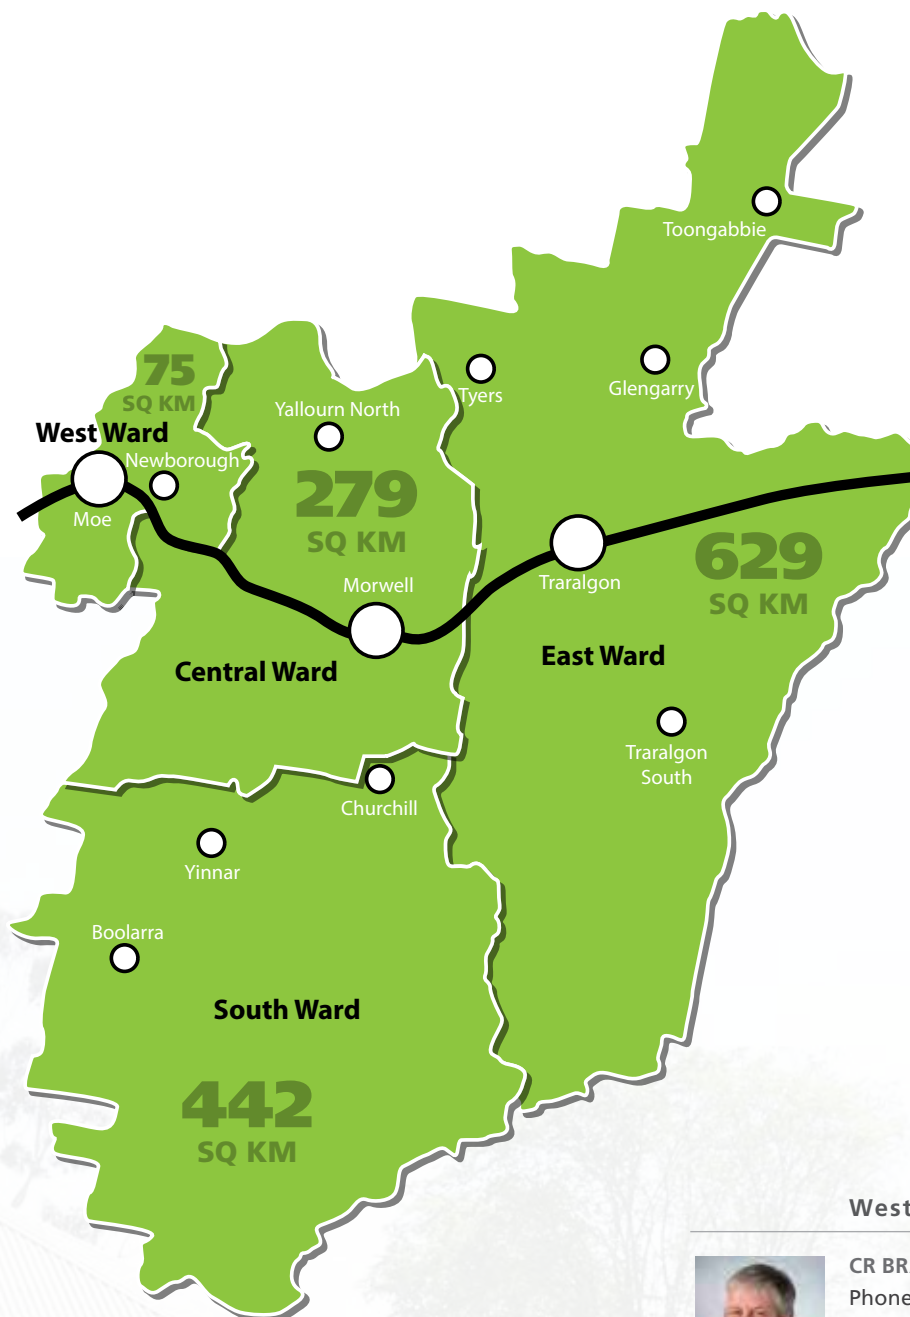 Toongabbie
Glengarry
Tyers
75
SQ KM
West Ward
Newborough
Moe
Yallourn North
279
SQ KM
Morwell
Central Ward
Traralgon
629
SQ KM
East Ward
Traralgon
South
Churchill
Yinnar
Boolarra
South Ward
442
SQ KM
West
CR BR
Phone